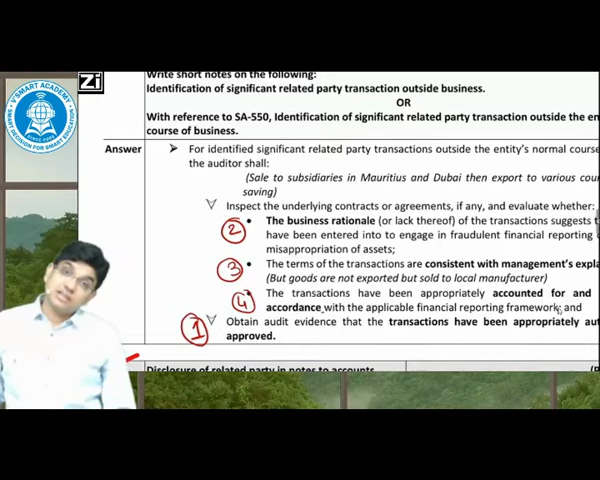 Zi
V SMART ACADEMY
SMART DECISION FOR SMART EDUCATION
Write short notes on the following:
Identification of significant related party transaction outside business.
OR
With reference to SA-550, Identification of significant related party transaction outside the en
course of business.
Answer
For identified significant related party transactions outside the entity's normal course
the auditor shall:
(Sale to subsidiaries in Mauritius and Dubai then export to various cour
saving)
Inspect the underlying contracts or agreements, if any, and evaluate whether:
2 • The business rationale (or lack thereof) of the transactions suggests t
have been entered into to engage in fraudulent financial reporting
misappropriation of assets;
3 • The terms of the transactions are consistent with management's expla
(But goods are not exported but sold to local manufacturer)
4 • The transactions have been appropriately accounted for and
accordance with the applicable financial reporting framework; and
1 Obtain audit evidence that the transactions have been appropriately aut
approved.
Disclosure of related party in notes to accounts